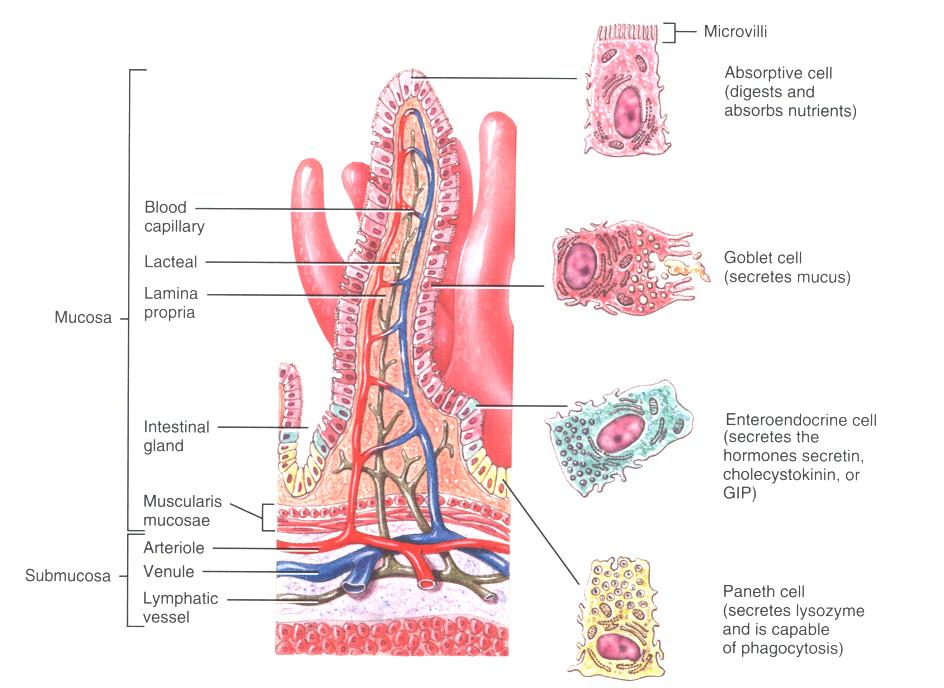 Microvilli
Absorptive cell
(digests and
absorbs nutrients)
Blood
capillary
Lacteal
Lamina
propria
Mucosa
Goblet cell
(secretes mucus)
Intestinal
gland
Enteroendocrine cell
(secretes the
hormones secretin,
cholecystokinin, or
GIP)
Muscularis
mucosae
Arteriole
Submucosa
Venule
Lymphatic
vessel
Paneth cell
(secretes lysozyme
and is capable
of phagocytosis)